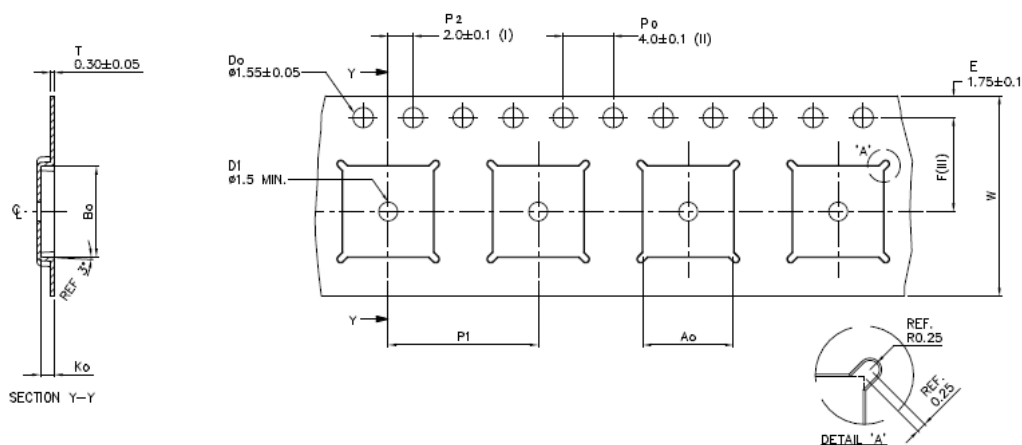 P2
2.0±0.1 (I)
Po
4.0±0.1 (II)
T
0.30±0.05
Do
ø1.55±0.05
Y
E
1.75±0.1
D1
ø1.5 MIN.
'A'
F(III)
W
℄
Bo
REF 3°
Y
P1
Ao
Ko
SECTION Y-Y
REF.
R0.25
REF.
0.25
DETAIL 'A'